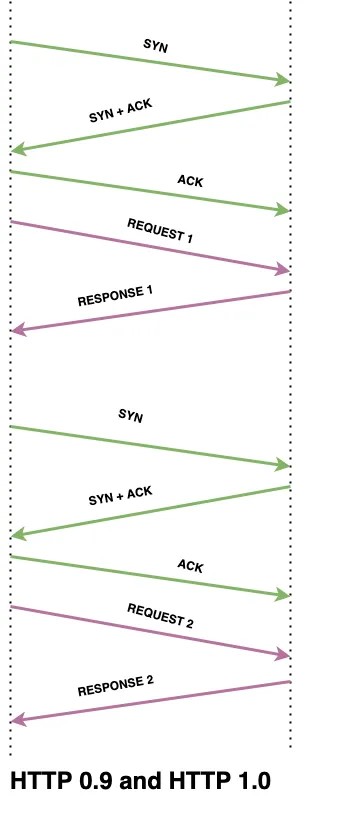 SYN
SYN + ACK
ACK
REQUEST 1
RESPONSE 1
SYN
SYN + ACK
ACK
REQUEST 2
RESPONSE 2
HTTP 0.9 and HTTP 1.0